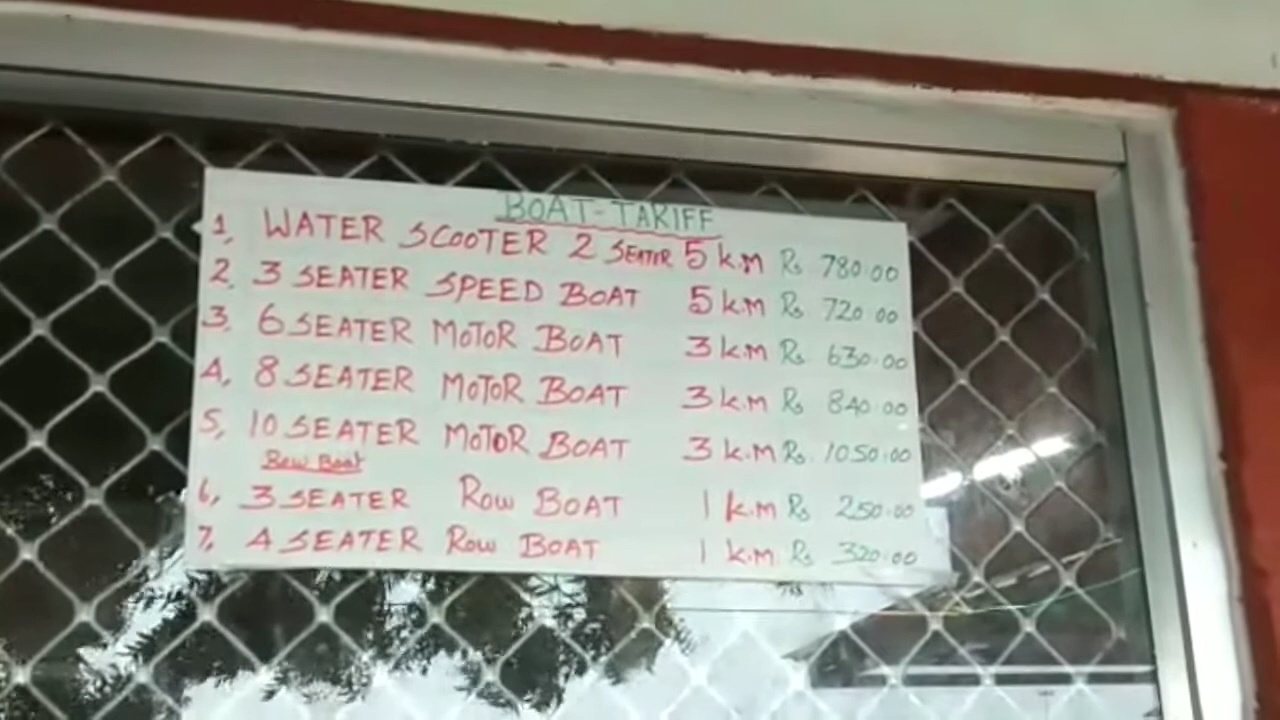 BOAT-TARIFF
1, WATER SCOOTER 2 SEATER 5 k.m Rs 780.00
2, 3 SEATER SPEED BOAT 5 k.m Rs 720.00
3, 6 SEATER MOTOR BOAT 3 k.m Rs 630.00
4, 8 SEATER MOTOR BOAT 3 k.m Rs 840.00
5, 10 SEATER MOTOR BOAT 3 k.m Rs. 1050.00
Row Boat
6, 3 SEATER Row BOAT 1 k.m Rs 250.00
7, 4 SEATER Row BOAT 1 k.m. Rs 320.00